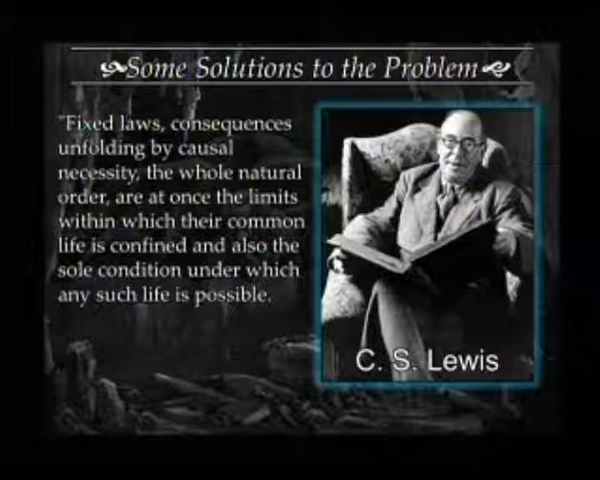 Some Solutions to the Problem
"Fixed laws, consequences
unfolding by causal
necessity, the whole natural
order, are at once the limits
within which their common
life is confined and also the
sole condition under which
any such life is possible.
C. S. Lewis